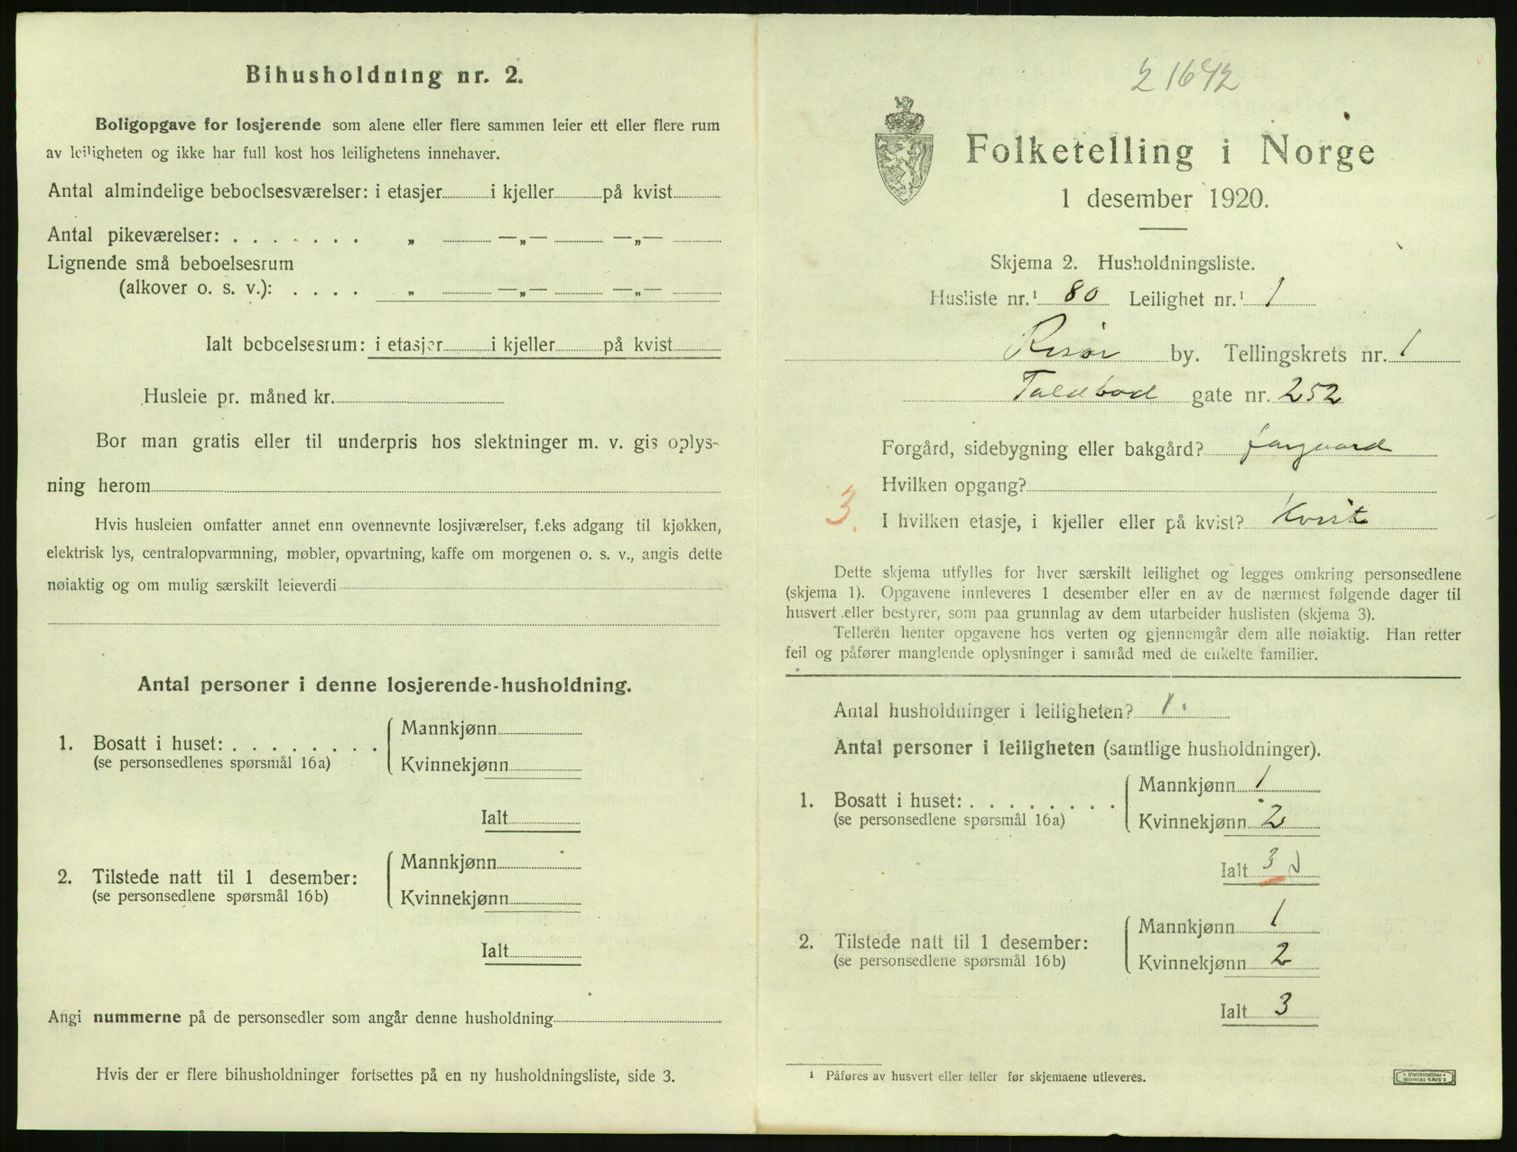 Bihusholdning nr. 2.
Boligopgave for losjerende som alene eller flere sammen leier ett eller flere rum
av leiligheten og ikke har full kost hos leilighetens innehaver.
Antal almindelige beboelsesværelser: i etasjer i kjeller på kvist
Antal pikeværelser: . . . . . . . „ —„— —„—
Lignende små beboelsesrum
(alkover o. s. v.): . . . . „ —„— —„—
Ialt beboelsesrum: i etasjer i kjeller på kvist
Husleie pr. måned kr.
Bor man gratis eller til underpris hos slektninger m. v. gis oplys-
ning herom
Hvis husleien omfatter annet enn ovennevnte losjiværelser, f.eks adgang til kjøkken,
elektrisk lys, centralopvarmning, møbler, opvartning, kaffe om morgenen o. s. v., angis dette
nøiaktig og om mulig særskilt leieverdi
Antal personer i denne losjerende-husholdning.
1. Bosatt i huset: . . . . . . . .
(se personsedlenes spørsmål 16a)
Mannkjønn
Kvinnekjønn
Ialt
2. Tilstede natt til 1 desember:
(se personsedlene spørsmål 16b)
Mannkjønn
Kvinnekjønn
Ialt
Angi nummerne på de personsedler som angår denne husholdning
Hvis der er flere bihusholdninger fortsettes på en ny husholdningsliste, side 3.
21642
Folketelling i Norge
1 desember 1920.
Skjema 2. Husholdningsliste.
Husliste nr.¹ 80 Leilighet nr.¹ 1
Risør by. Tellingskrets nr. 1
Toldbod gate nr. 252
Forgård, sidebygning eller bakgård? forgaard
Hvilken opgang?
3. I hvilken etasje, i kjeller eller på kvist? Kvist
Dette skjema utfylles for hver særskilt leilighet og legges omkring personsedlene
(skjema 1). Opgavene innleveres 1 desember eller en av de nærmest følgende dager til
husvert eller bestyrer, som paa grunnlag av dem utarbeider huslisten (skjema 3).
Telleren henter opgavene hos verten og gjennemgår dem alle nøiaktig. Han retter
feil og påfører manglende oplysninger i samråd med de enkelte familier.
Antal husholdninger i leiligheten? 1.
Antal personer i leiligheten (samtlige husholdninger).
1. Bosatt i huset: . . . . . . . .
(se personsedlene spørsmål 16a)
Mannkjønn 1
Kvinnekjønn 2
Ialt 3
2. Tilstede natt til 1 desember:
(se personsedlene spørsmål 16b)
Mannkjønn 1
Kvinnekjønn 2
Ialt 3
¹ Påføres av husvert eller teller før skjemaene utleveres.